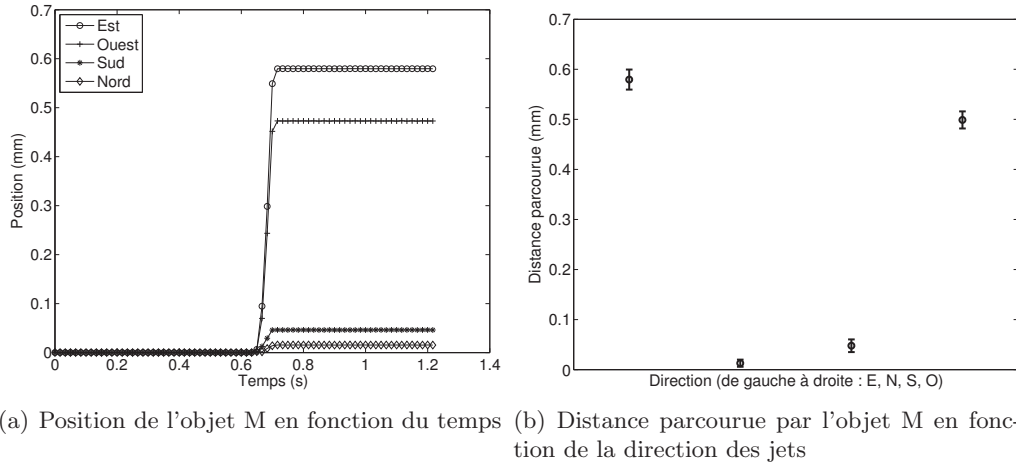 0.7
0.6
0.5
0.4
0.3
0.2
0.1
0
Position (mm)
Est
Ouest
Sud
Nord
0 0.2 0.4 0.6 0.8 1 1.2 1.4
Temps (s)
0.7
0.6
0.5
0.4
0.3
0.2
0.1
0
Distance parcourue (mm)
Direction (de gauche à droite : E, N, S, O)
a) Position de l'objet M en fonction du temps
(b) Distance parcourue par l'objet M en fonc-
tion de la direction des jets